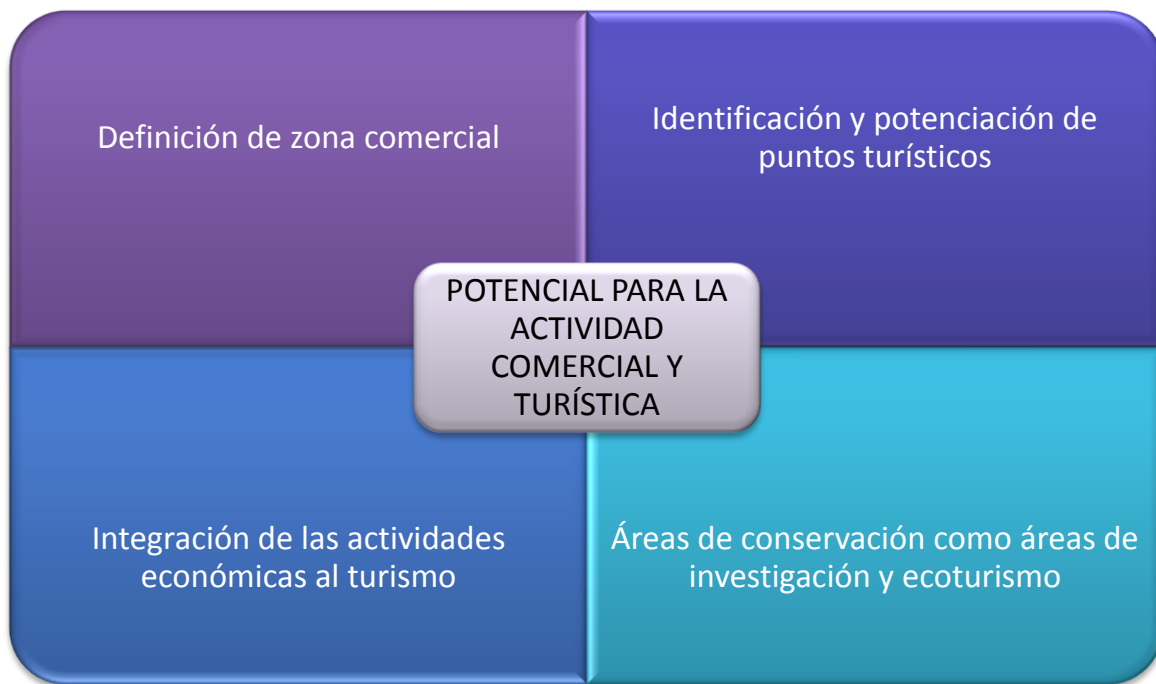 Definición de zona comercial
Identificación y potenciación de
puntos turísticos
POTENCIAL PARA LA
ACTIVIDAD
COMERCIAL Y
TURÍSTICA
Integración de las actividades
económicas al turismo
Áreas de conservación como áreas de
investigación y ecoturismo